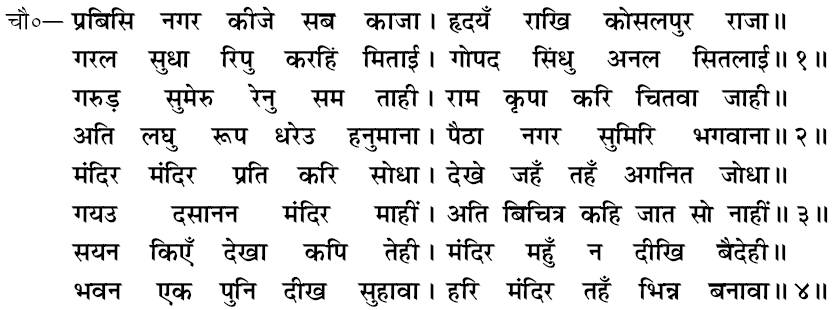 चौ०— प्रबिसि नगर कीजे सब काजा। हृदयँ राखि कोसलपुर राजा॥
गरल सुधा रिपु करहिं मिताई। गोपद सिंधु अनल सितलाई॥ १॥
गरुड़ सुमेरु रेनु सम ताही। राम कृपा करि चितवा जाही॥
अति लघु रूप धरेउ हनुमाना। पैठा नगर सुमिरि भगवाना॥ २॥
मंदिर मंदिर प्रति करि सोधा। देखे जहँ तहँ अगनित जोधा॥
गयउ दसानन मंदिर माहीं। अति बिचित्र कहि जात सो नाहीं॥ ३॥
सयन किएँ देखा कपि तेही। मंदिर महुँ न दीखि बैदेही॥
भवन एक पुनि दीख सुहावा। हरि मंदिर तहँ भिन्न बनावा॥ ४॥